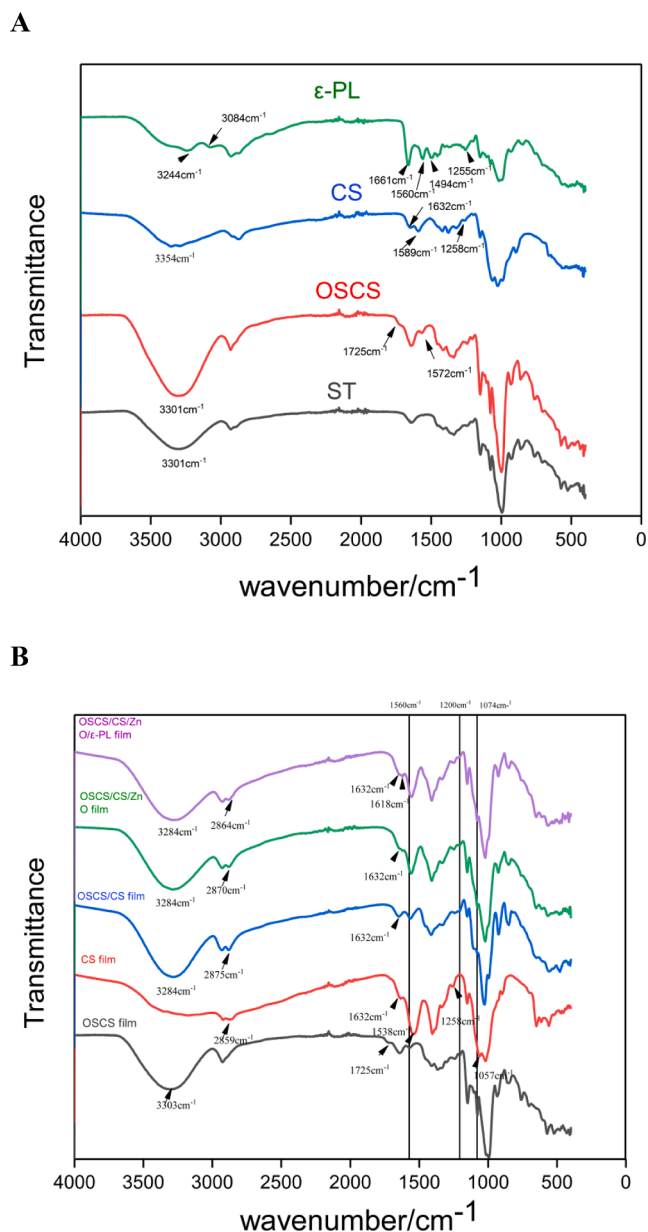 A
ε-PL
3084cm-1
3244cm-1
1661cm-1
1560cm-1
1494cm-1
1255cm-1
CS
1632cm-1
3354cm-1
1589cm-1
1258cm-1
OSCS
1725cm-1
1572cm-1
3301cm-1
ST
3301cm-1
Transmittance
4000 3500 3000 2500 2000 1500 1000 500 0
wavenumber/cm-1
B
1560cm-1 1200cm-1 1074cm-1
OSCS/CS/Zn
O/ε-PL film
3284cm-1
2864cm-1
1632cm-1
1618cm-1
OSCS/CS/Zn
O film
3284cm-1
2870cm-1
1632cm-1
OSCS/CS film
3284cm-1
2875cm-1
1632cm-1
CS film
2859cm-1
1632cm-1
1538cm-1
1258cm-1
1057cm-1
OSCS film
3303cm-1
1725cm-1
Transmittance
4000 3500 3000 2500 2000 1500 1000 500 0
wavenumber/cm-1